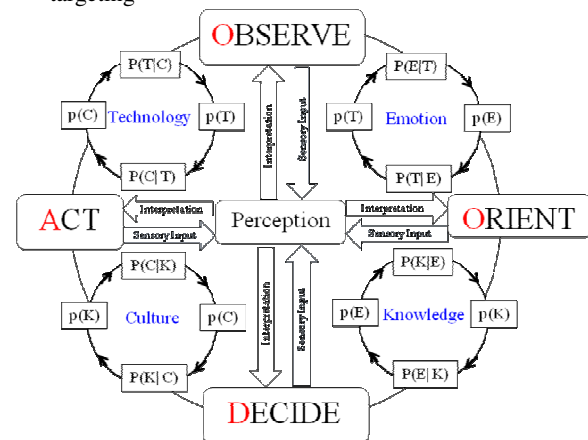 targeting
OBSERVE
P(T|C)
p(C)
Technology
p(T)
P(C|T)
P(E|T)
p(T)
Emotion
p(E)
P(T|E)
Interpretation
Sensory Input
ACT
Interpretation
Sensory Input
Perception
Interpretation
Sensory Input
ORIENT
P(C|K)
p(K)
Culture
p(C)
P(K|C)
Interpretation
Sensory Input
P(K|E)
p(E)
Knowledge
p(K)
P(E|K)
DECIDE